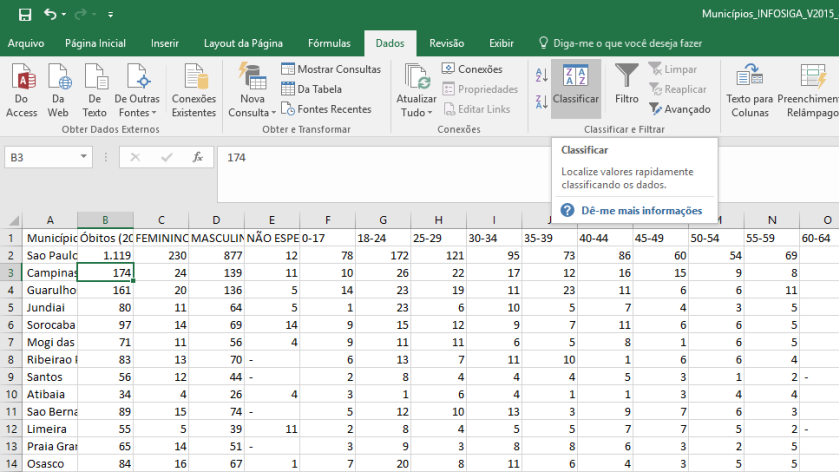 Municípios_INFOSIGA_V2015_
Arquivo Página Inicial Inserir Layout da Página Fórmulas Dados Revisão Exibir Diga-me o que você deseja fazer
Do Access Da Web De Texto De Outras Fontes Conexões Existentes Nova Consulta Mostrar Consultas Da Tabela Fontes Recentes Atualizar Tudo Conexões Propriedades Editar Links Classificar Filtro Limpar Reaplicar Avançado Texto para Colunas Preenchimen Relâmpago
Obter Dados Externos Obter e Transformar Conexões Classificar e Filtrar
B3 fx 174
Classificar
Localize valores rapidamente
classificando os dados.
Dê-me mais informações
A B C D E F G H I J M N O
1 Municípic Óbitos (20 FEMININO MASCULIN NÃO ESPE 0-17 18-24 25-29 30-34 35-39 40-44 45-49 50-54 55-59 60-64
2 Sao Paulo 1.119 230 877 12 78 172 121 95 73 86 60 54 69
3 Campinas 174 24 139 11 10 26 22 17 12 16 15 9 8
4 Guarulho 161 20 136 5 14 23 19 11 23 11 6 6 11
5 Jundiai 80 11 64 5 1 23 6 10 5 7 4 3 5
6 Sorocaba 97 14 69 14 9 15 12 9 7 11 6 6 5
7 Mogi das 71 11 56 4 9 11 11 6 5 8 1 6 5
8 Ribeirao P 83 13 70 - 6 13 7 11 10 1 6 6 4
9 Santos 56 12 44 - 2 8 4 4 4 5 3 1 2 -
10 Atibaia 34 4 26 4 3 1 6 4 1 1 3 4 4
11 Sao Berna 89 15 74 - 5 12 10 13 3 9 7 6 3
12 Limeira 55 5 39 11 2 8 4 5 5 7 7 5 2 -
13 Praia Gran 65 14 51 - 3 9 3 8 8 6 3 2 5
14 Osasco 84 16 67 1 7 20 8 11 6 4 3 5 5